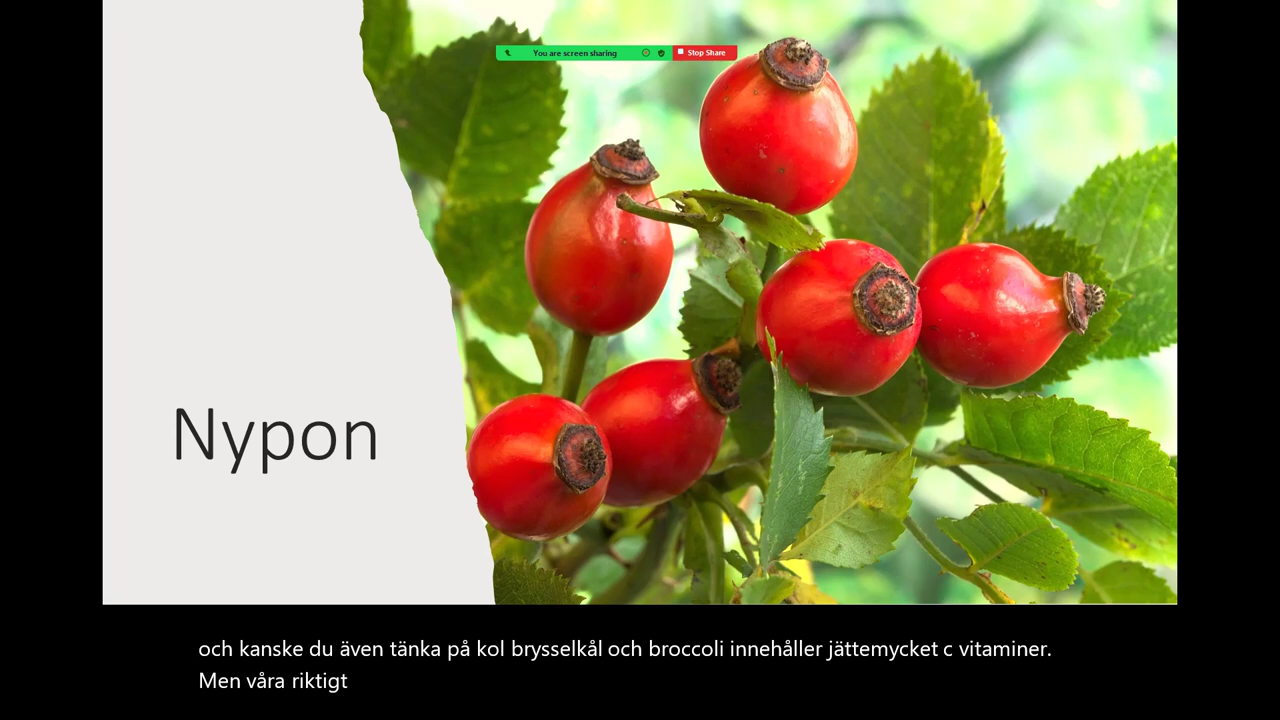 You are screen sharing
Stop Share
Nypon
och kanske du även tänka på kol brysselkål och broccoli innehåller jättemycket c vitaminer.
Men våra riktigt